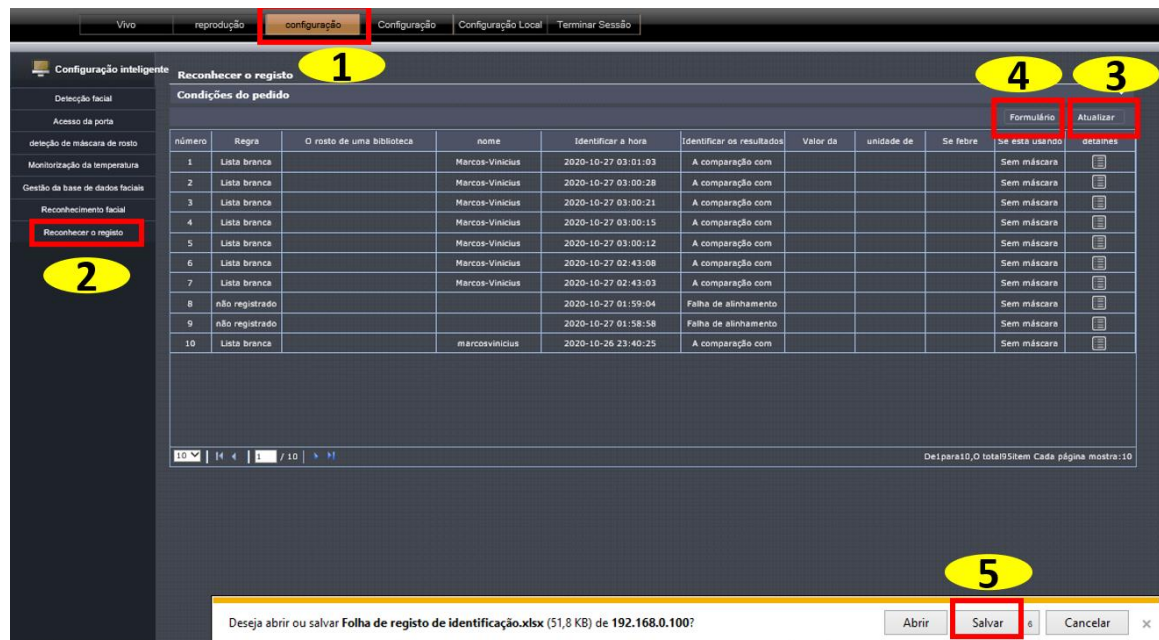 Vivo reprodução configuração Configuração Configuração Local Terminar Sessão
1
Configuração inteligente
Detecção facial
Acesso da porta
deteção de máscara de rosto
Monitorização da temperatura
Gestão da base de dados faciais
Reconhecimento facial
Reconhecer o registo
2
Reconhecer o registo
Condições do pedido
4 3
Formulário Atualizar
número Regra O rosto de uma biblioteca nome Identificar a hora Identificar os resultados Valor da unidade de Se febre Se está usando detalhes
1 Lista branca Marcos-Vinicius 2020-10-27 03:01:03 A comparação com Sem máscara
2 Lista branca Marcos-Vinicius 2020-10-27 03:00:28 A comparação com Sem máscara
3 Lista branca Marcos-Vinicius 2020-10-27 03:00:21 A comparação com Sem máscara
4 Lista branca Marcos-Vinicius 2020-10-27 03:00:15 A comparação com Sem máscara
5 Lista branca Marcos-Vinicius 2020-10-27 03:00:12 A comparação com Sem máscara
6 Lista branca Marcos-Vinicius 2020-10-27 02:43:08 A comparação com Sem máscara
7 Lista branca Marcos-Vinicius 2020-10-27 02:43:03 A comparação com Sem máscara
8 não registrado 2020-10-27 01:59:04 Falha de alinhamento Sem máscara
9 não registrado 2020-10-27 01:58:58 Falha de alinhamento Sem máscara
10 Lista branca marcosvinicius 2020-10-26 23:40:25 A comparação com Sem máscara
10 1 / 10 De1para10,O total95item Cada página mostra:10
5
Deseja abrir ou salvar Folha de registo de identificação.xlsx (51,8 KB) de 192.168.0.100? Abrir Salvar 6 Cancelar ×